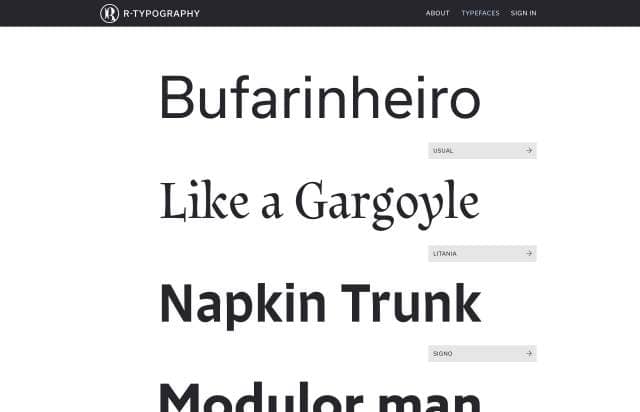 R-TYPOGRAPHY
ABOUT TYPEFACES SIGN IN
Bufarinheiro
USUAL
Like a Gargoyle
LITANIA
Napkin Trunk
SIGNO
Modulor man